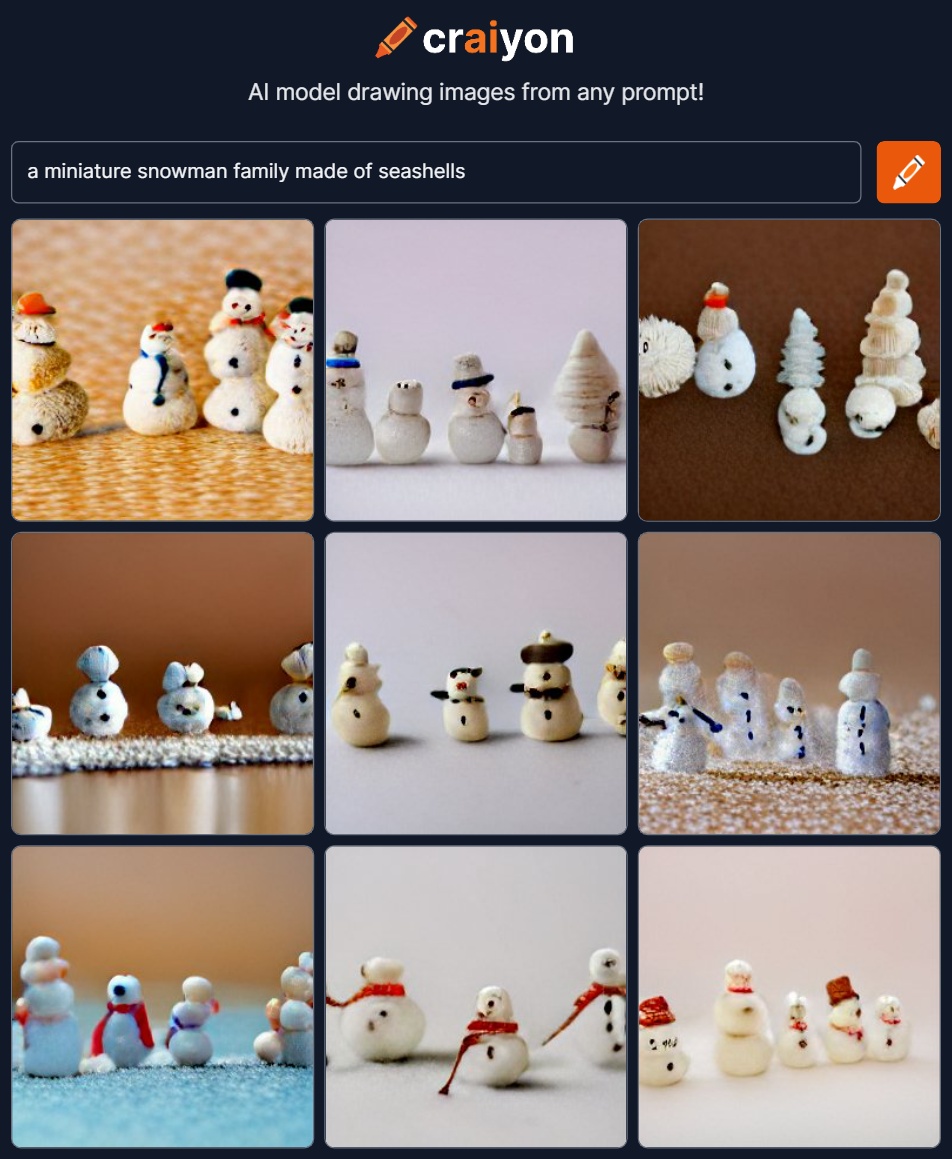 craiyon
AI model drawing images from any prompt!
a miniature snowman family made of seashells